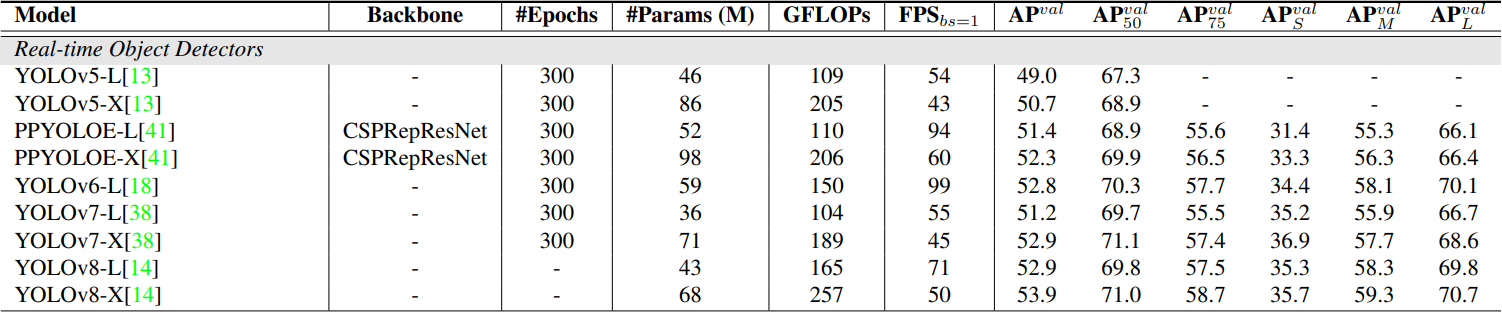 Model Backbone #Epochs #Params (M) GFLOPs FPS_{bs=1} AP^{val} AP^{val}_{50} AP^{val}_{75} AP^{val}_{S} AP^{val}_{M} AP^{val}_{L}
Real-time Object Detectors
YOLOv5-L[13] - 300 46 109 54 49.0 67.3 - - - -
YOLOv5-X[13] - 300 86 205 43 50.7 68.9 - - - -
PPYOLOE-L[41] CSPRepResNet 300 52 110 94 51.4 68.9 55.6 31.4 55.3 66.1
PPYOLOE-X[41] CSPRepResNet 300 98 206 60 52.3 69.9 56.5 33.3 56.3 66.4
YOLOv6-L[18] - 300 59 150 99 52.8 70.3 57.7 34.4 58.1 70.1
YOLOv7-L[38] - 300 36 104 55 51.2 69.7 55.5 35.2 55.9 66.7
YOLOv7-X[38] - 300 71 189 45 52.9 71.1 57.4 36.9 57.7 68.6
YOLOv8-L[14] - - 43 165 71 52.9 69.8 57.5 35.3 58.3 69.8
YOLOv8-X[14] - - 68 257 50 53.9 71.0 58.7 35.7 59.3 70.7